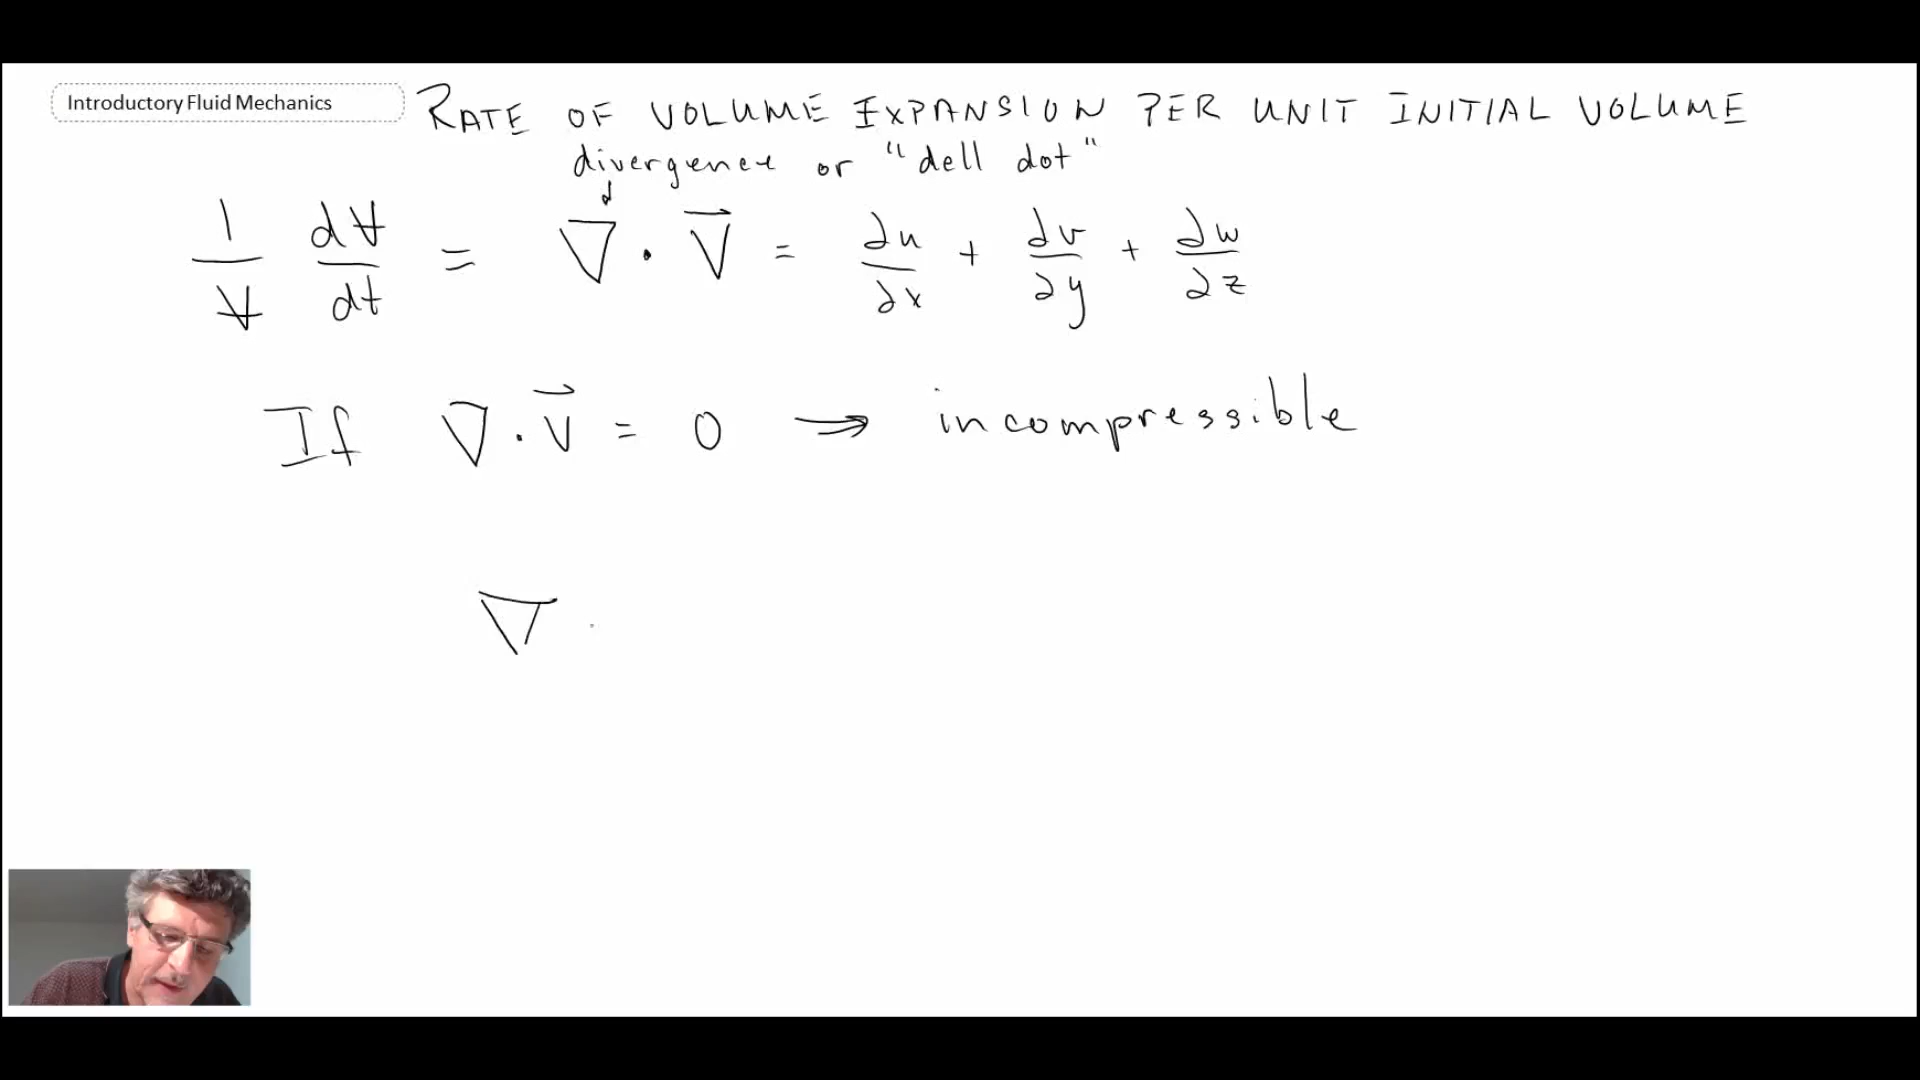 Introductory Fluid Mechanics
RATE OF VOLUME EXPANSION PER UNIT INITIAL VOLUME
divergence or "dell dot"
1/V̶ dV̶/dt = ∇ · V⃗ = ∂u/∂x + ∂v/∂y + ∂w/∂z
If ∇ · V⃗ = 0 → incompressible
∇ ·